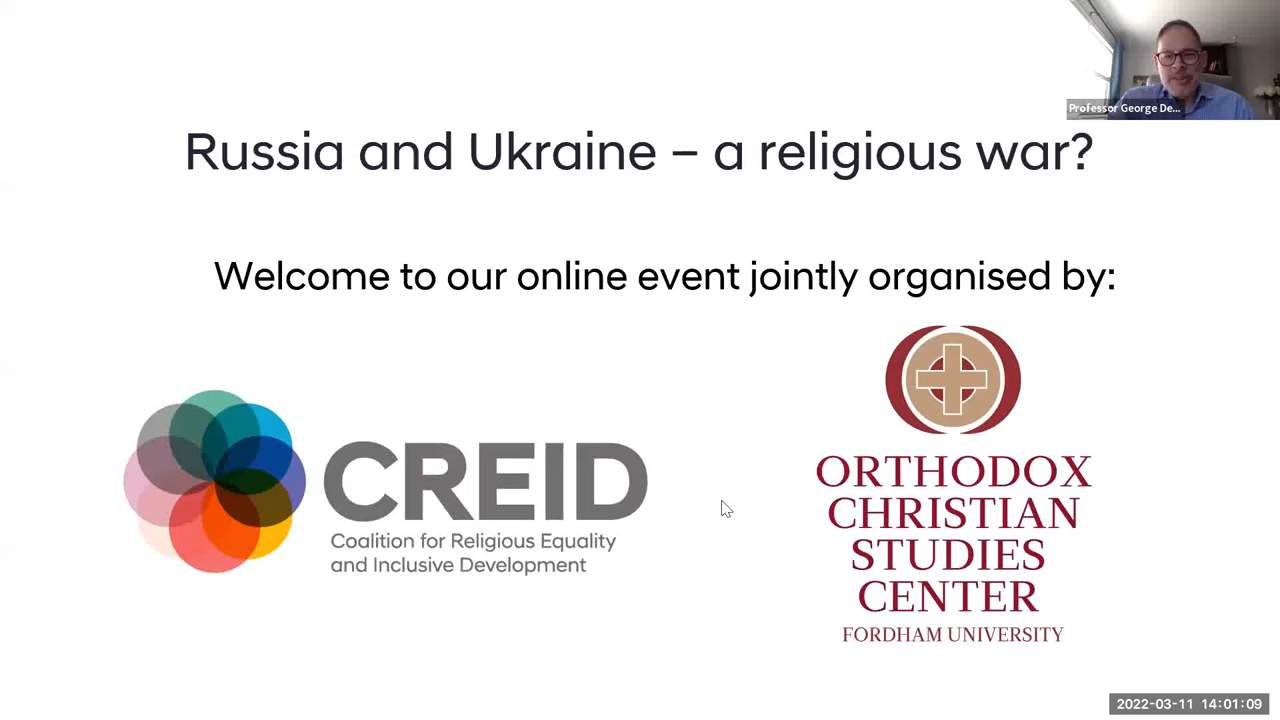 Professor George De...
Russia and Ukraine – a religious war?
Welcome to our online event jointly organised by:
CREID
Coalition for Religious Equality
and Inclusive Development
ORTHODOX
CHRISTIAN
STUDIES
CENTER
FORDHAM UNIVERSITY
2022-03-11 14:01:09